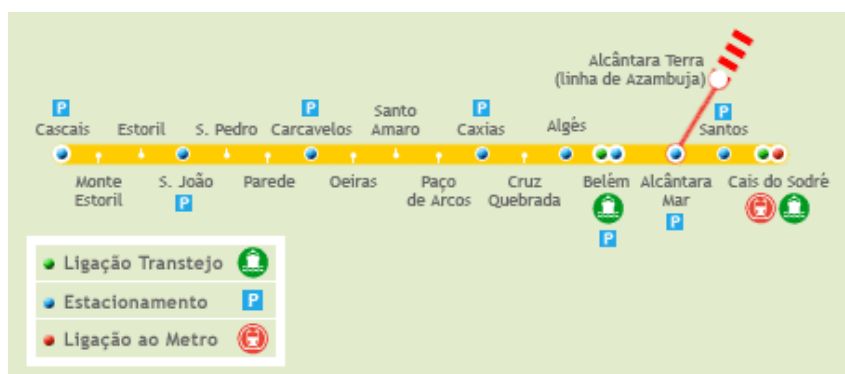 Alcântara Terra
(linha de Azambuja)
P
P
P
P
Cascais
Estoril
S. Pedro
Carcavelos
Santo
Amaro
Caxias
Algés
Santos
Monte
Estoril
S. João
P
Parede
Oeiras
Paço
de Arcos
Cruz
Quebrada
Belém
P
Alcântara
Mar
P
Cais do Sodré
Ligação Transtejo
Estacionamento P
Ligação ao Metro